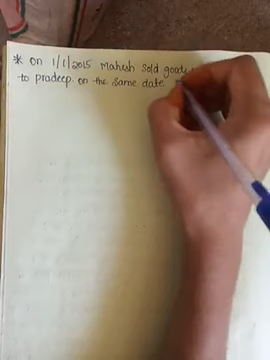 * on 1/1/2015 Mahesh sold goods
to pradeep. on the same date